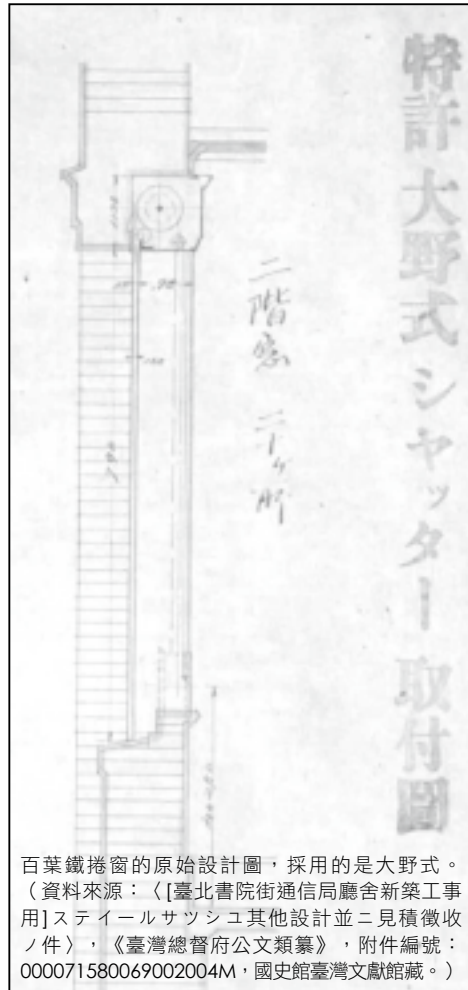 特許 大野式 シャッター 取付圖
二階窓 二十ヶ所
百葉鐵捲窗的原始設計圖，採用的是大野式。
（資料來源：〈[臺北書院街通信局廳舍新築工事
用]ステイールサツシユ其他設計並ニ見積徵收
ノ件〉，《臺灣總督府公文類纂》，附件編號：
000071580069002004M，國史館臺灣文獻館藏。）